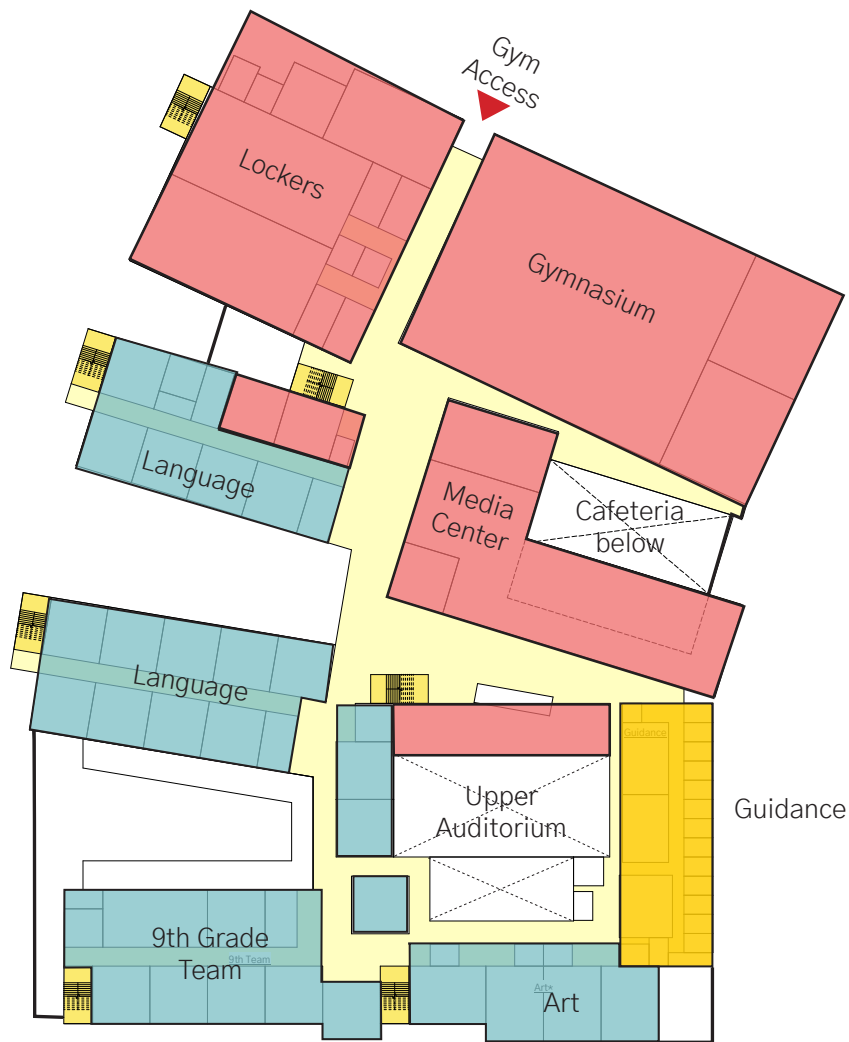 Gym
Access
Lockers
Gymnasium
Language
Media
Center
Cafeteria
below
Language
Guidance
Upper
Auditorium
Guidance
9th Grade
Team
9th Team
Art*
Art